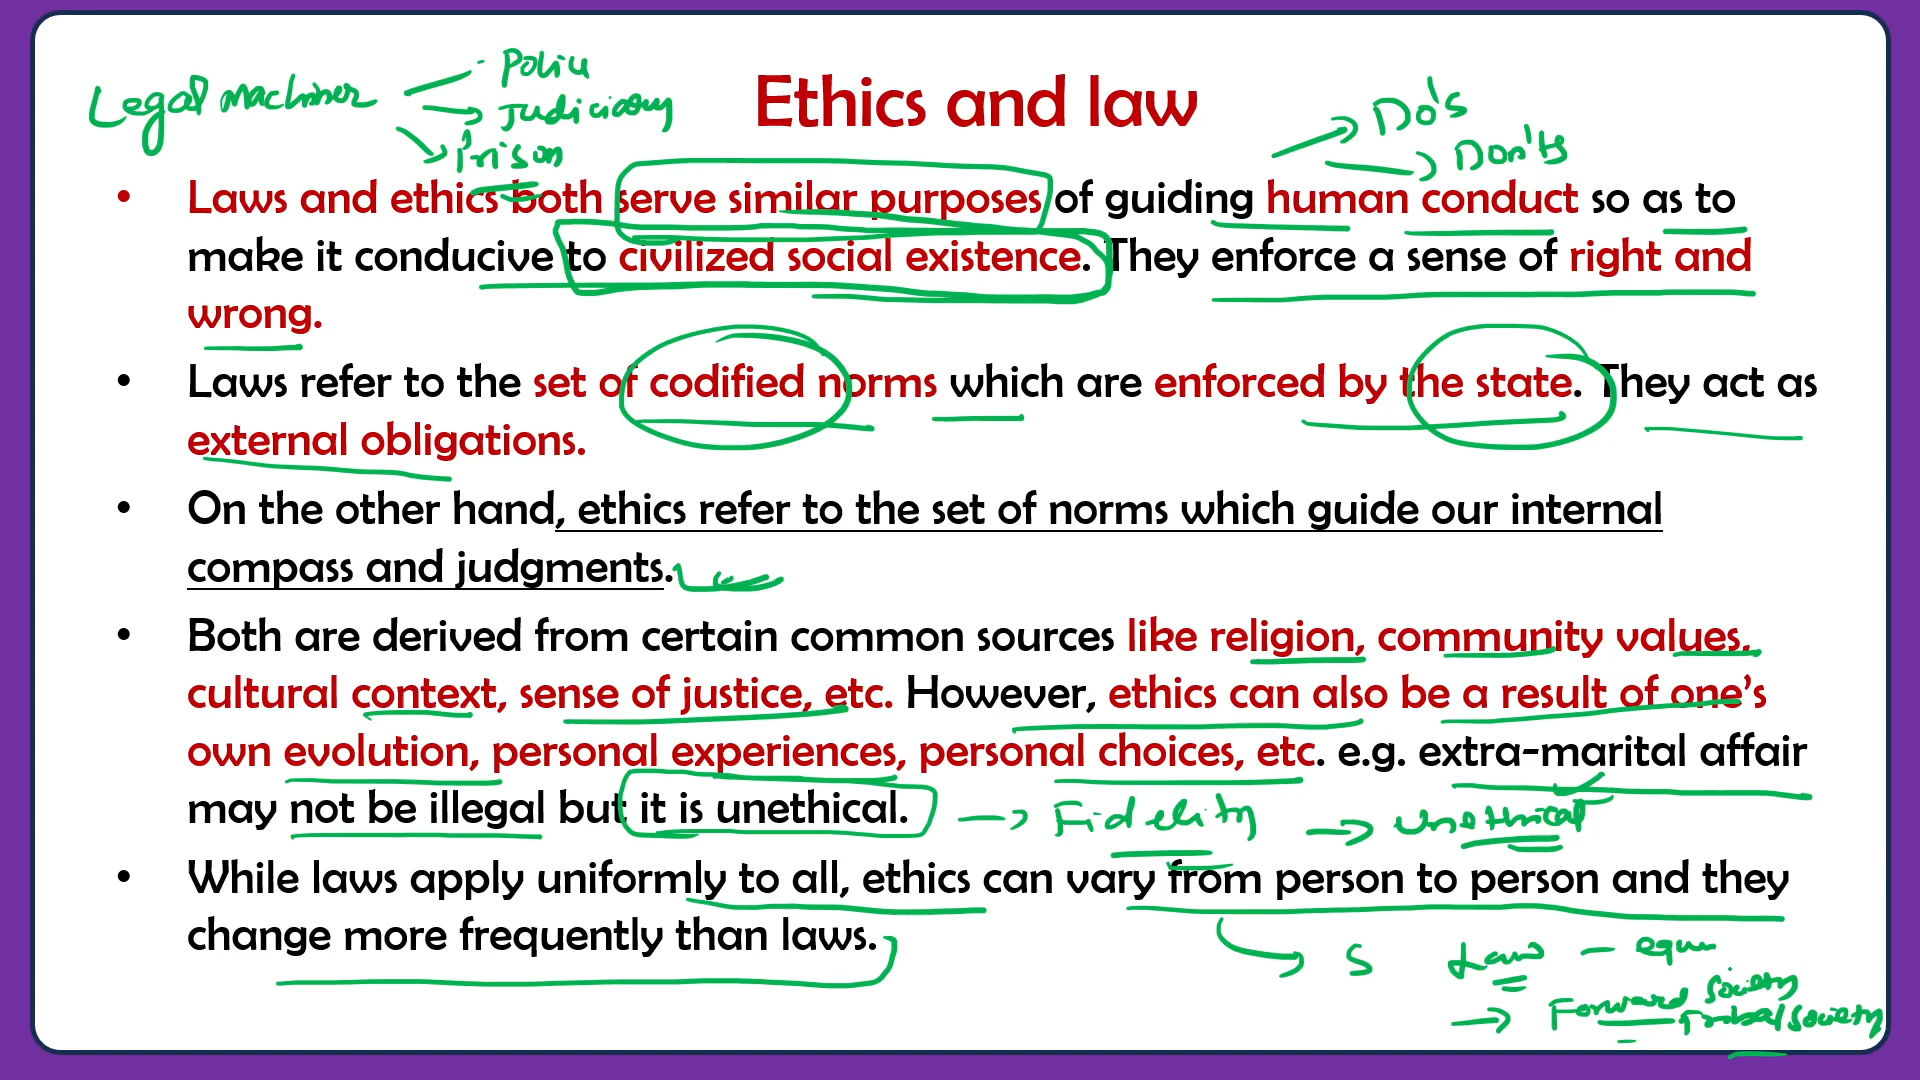 Legal machiner
Police
Judiciary
Prison
Ethics and law
Do's
Don'ts
• Laws and ethics both serve similar purposes of guiding human conduct so as to
make it conducive to civilized social existence. They enforce a sense of right and
wrong.
• Laws refer to the set of codified norms which are enforced by the state. They act as
external obligations.
• On the other hand, ethics refer to the set of norms which guide our internal
compass and judgments.
• Both are derived from certain common sources like religion, community values,
cultural context, sense of justice, etc. However, ethics can also be a result of one's
own evolution, personal experiences, personal choices, etc. e.g. extra-marital affair
may not be illegal but it is unethical.
→ Fidelity → unethical
• While laws apply uniformly to all, ethics can vary from person to person and they
change more frequently than laws.
→ S Laws –
→ Forward Society
Tribal Society